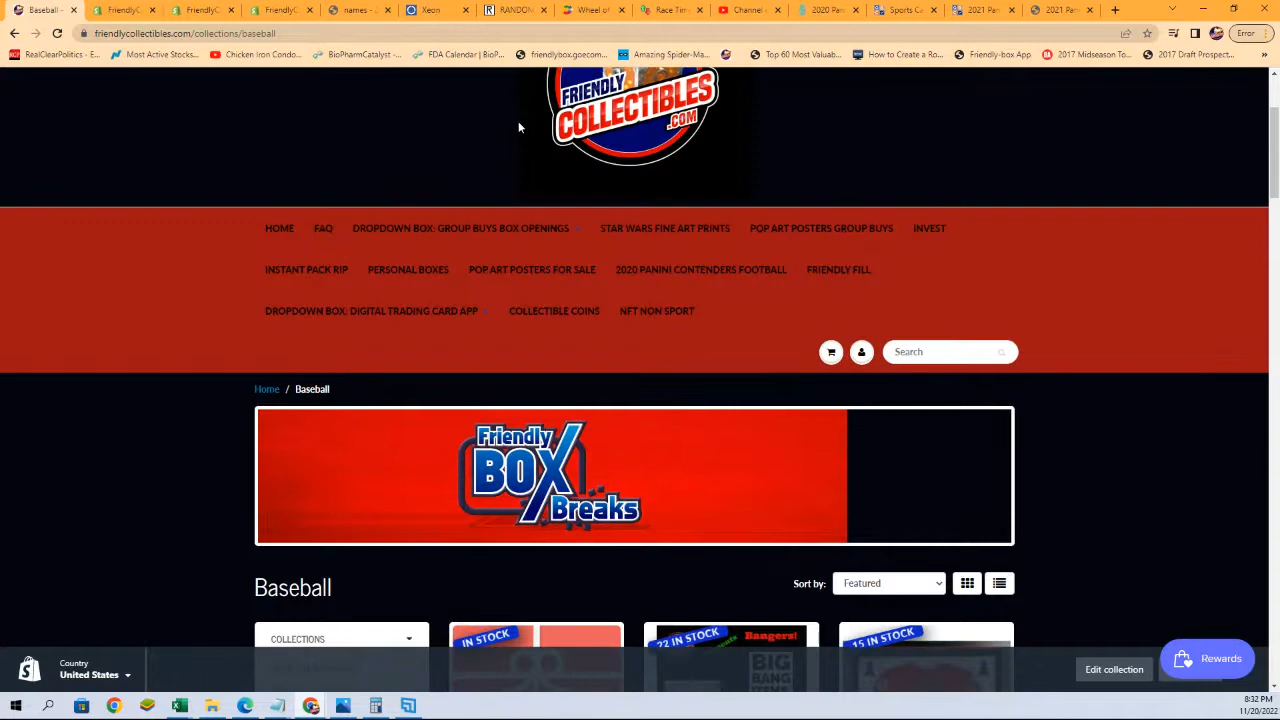 Baseball –
FriendlyC
FriendlyC
FriendlyC
names -
Xeon
RANDOM
Wheel of
Race Time
Channel c
2020 Pani
Sports Ca
2021 Pan
2021 Pan
friendlycollectibles.com/collections/baseball
Error
RealClearPolitics - E...
Most Active Stocks...
Chicken Iron Condo...
BioPharmCatalyst -...
FDA Calendar | BioP...
friendlybox.goecom...
Amazing Spider-Ma...
Top 60 Most Valuab...
How to Create a Ro...
Friendly-box App
2017 Midseason To...
2017 Draft Prospect...
FRIENDLY
COLLECTIBLES
.COM
HOME FAQ DROPDOWN BOX: GROUP BUYS BOX OPENINGS STAR WARS FINE ART PRINTS POP ART POSTERS GROUP BUYS INVEST
INSTANT PACK RIP PERSONAL BOXES POP ART POSTERS FOR SALE 2020 PANINI CONTENDERS FOOTBALL FRIENDLY FILL
DROPDOWN BOX: DIGITAL TRADING CARD APP COLLECTIBLE COINS NFT NON SPORT
Search
Home / Baseball
Friendly
BOX
Breaks
Baseball
Sort by: Featured
COLLECTIONS
IN STOCK
22 IN STOCK
Bangers!
BIG
BANG
ITEMS
15 IN STOCK
Country
United States
Edit collection
Rewards
8:32 PM
11/20/2022